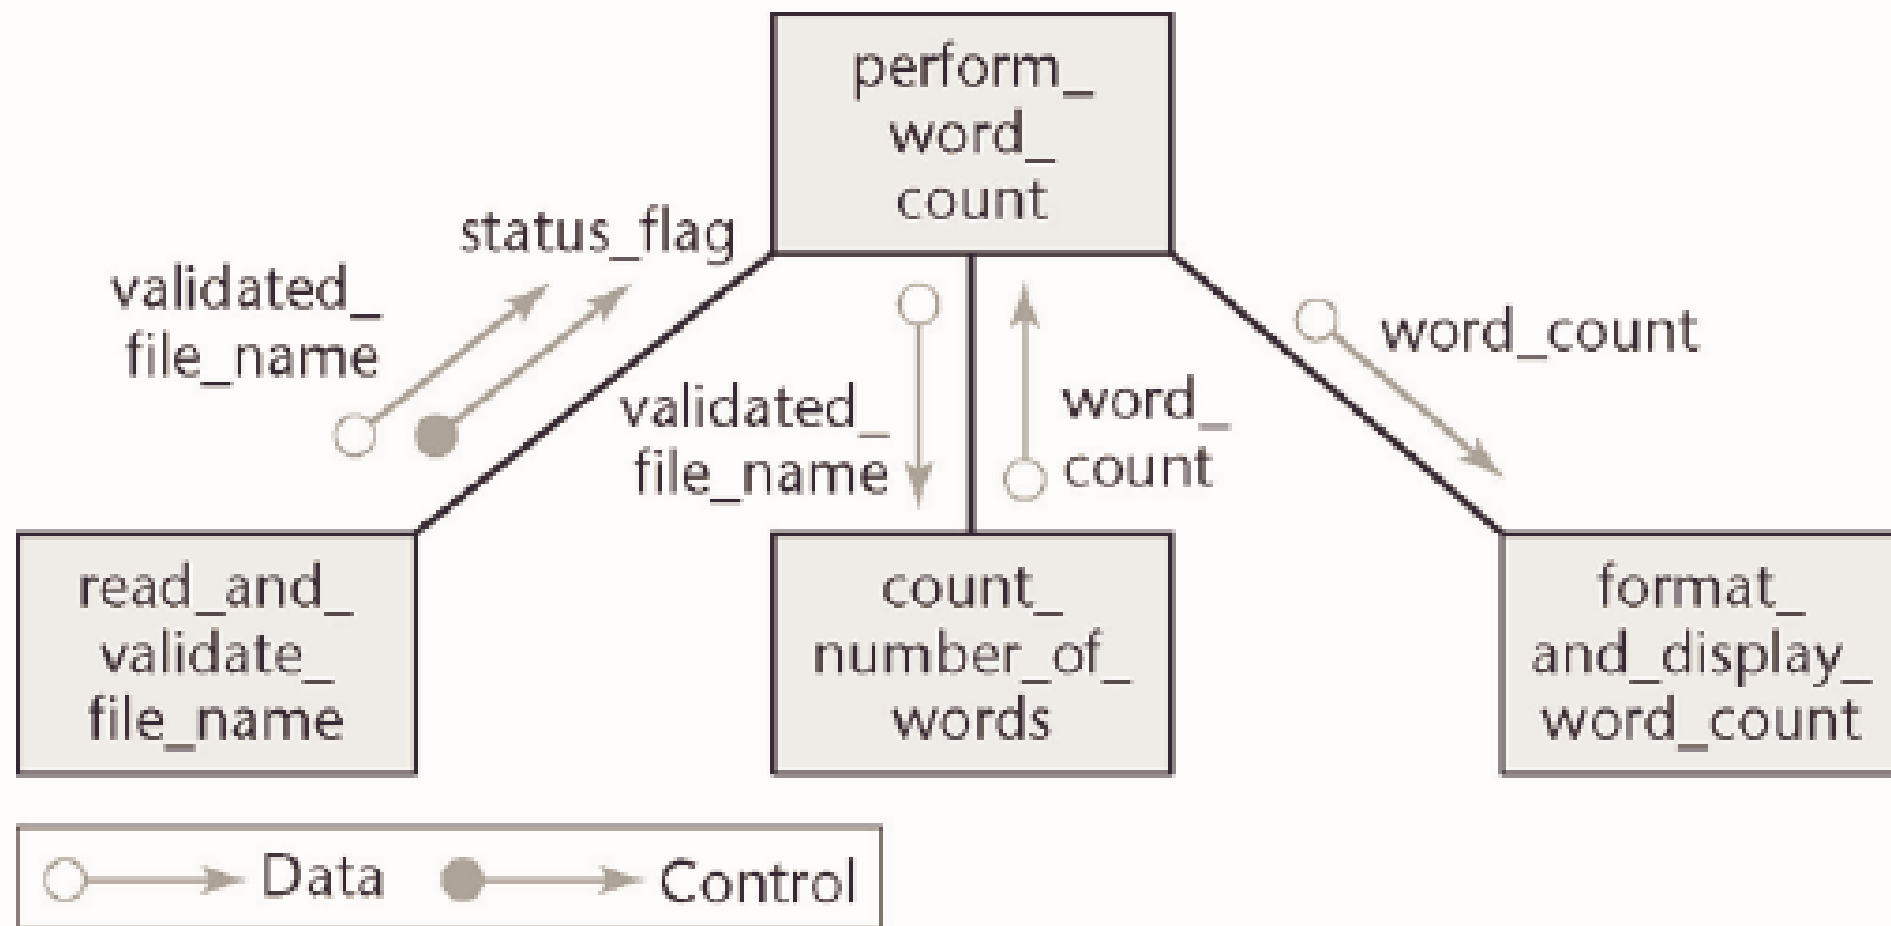 perform_
word_
count
status_flag
validated_
file_name
word_count
validated_
file_name
word_
count
read_and_
validate_
file_name
count_
number_of_
words
format_
and_display_
word_count
Data
Control